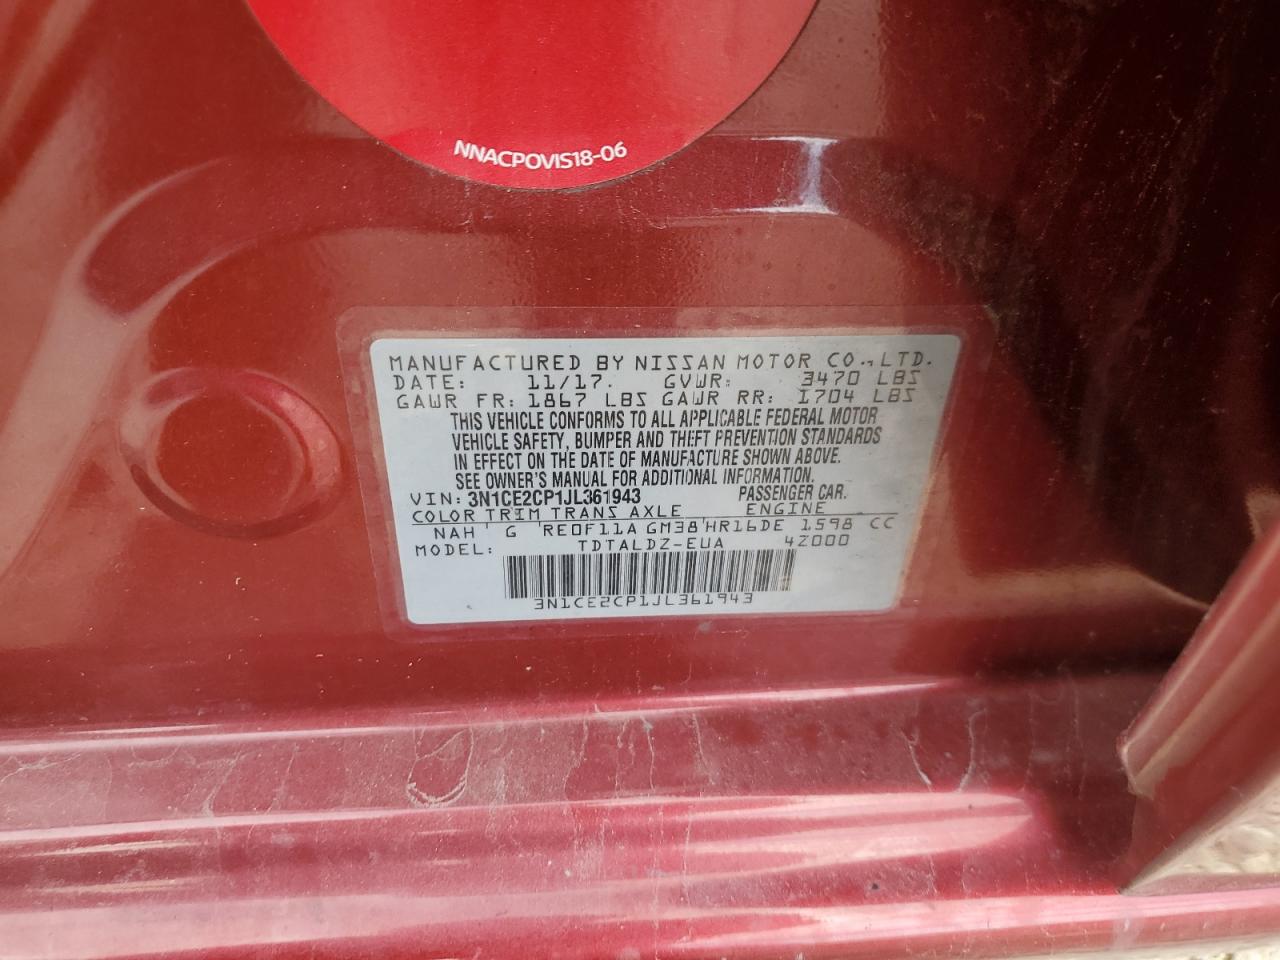 NNACPOVIS18-06
MANUFACTURED BY NISSAN MOTOR CO.,LTD.
DATE: 11/17. GVWR: 3470 LBS
GAWR FR: 1867 LBS GAWR RR: 1704 LBS
THIS VEHICLE CONFORMS TO ALL APPLICABLE FEDERAL MOTOR
VEHICLE SAFETY, BUMPER AND THEFT PREVENTION STANDARDS
IN EFFECT ON THE DATE OF MANUFACTURE SHOWN ABOVE.
SEE OWNER'S MANUAL FOR ADDITIONAL INFORMATION.
VIN: 3N1CE2CP1JL361943 PASSENGER CAR.
COLOR TRIM TRANS AXLE ENGINE
NAH ' G 'RE0F11A GM38'HR16DE 1598 CC
MODEL: TDTALDZ-EUA 4Z000
3N1CE2CP1JL361943